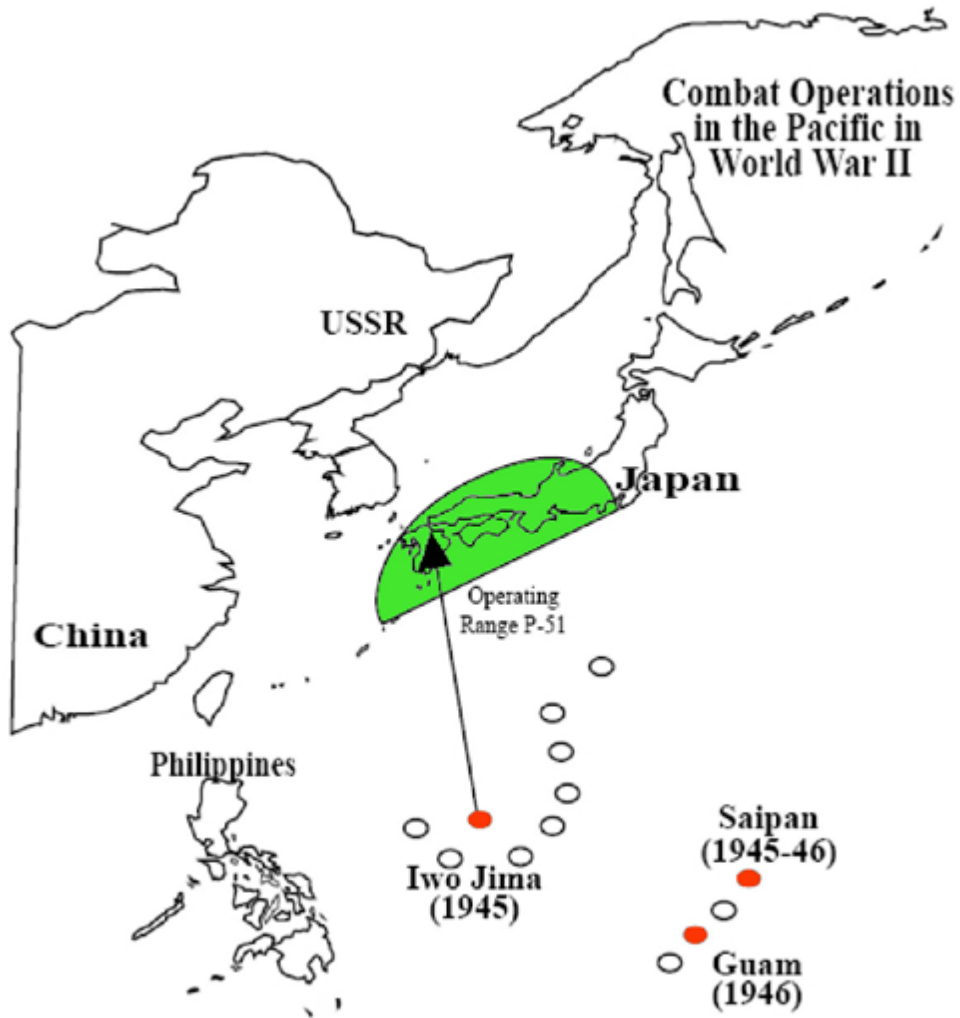 Combat Operations
in the Pacific in
World War II
USSR
Japan
Operating
Range P-51
China
Philippines
Iwo Jima
(1945)
Saipan
(1945-46)
Guam
(1946)